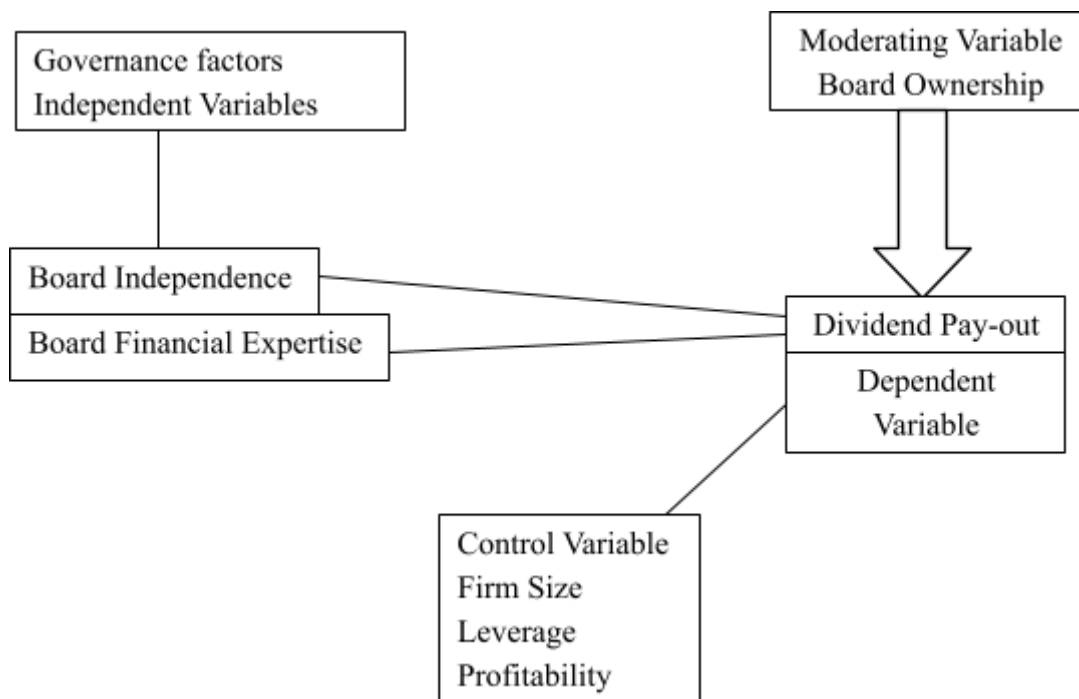 Governance factors
Independent Variables
Moderating Variable
Board Ownership
Board Independence
Board Financial Expertise
Dividend Pay-out
Dependent
Variable
Control Variable
Firm Size
Leverage
Profitability